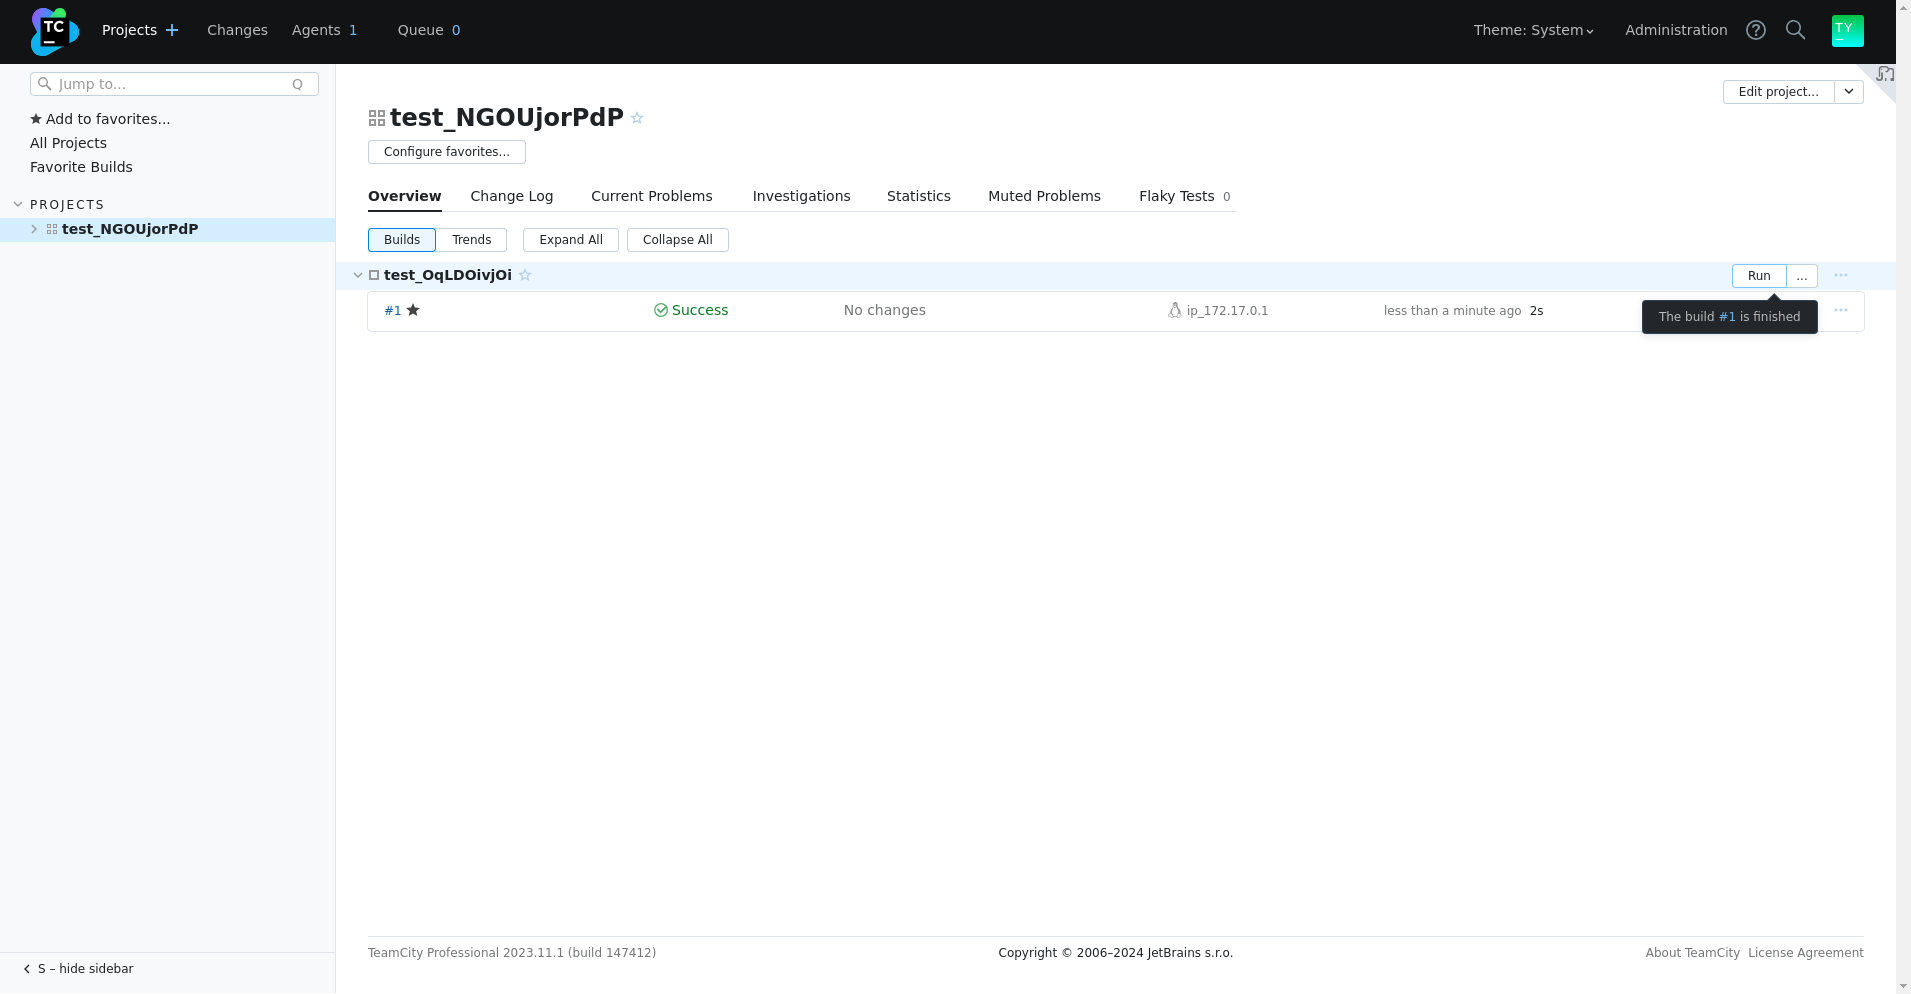 TC Projects Changes Agents 1 Queue 0 Theme: System Administration TY
Jump to... Q
Add to favorites...
All Projects
Favorite Builds
PROJECTS
test_NGOUjorPdP
S – hide sidebar
Edit project...
test_NGOUjorPdP
Configure favorites...
Overview Change Log Current Problems Investigations Statistics Muted Problems Flaky Tests 0
Builds Trends Expand All Collapse All
test_OqLDOivjOi Run ...
#1 Success No changes ip_172.17.0.1 less than a minute ago 2s
The build #1 is finished
TeamCity Professional 2023.11.1 (build 147412) Copyright © 2006–2024 JetBrains s.r.o. About TeamCity License Agreement